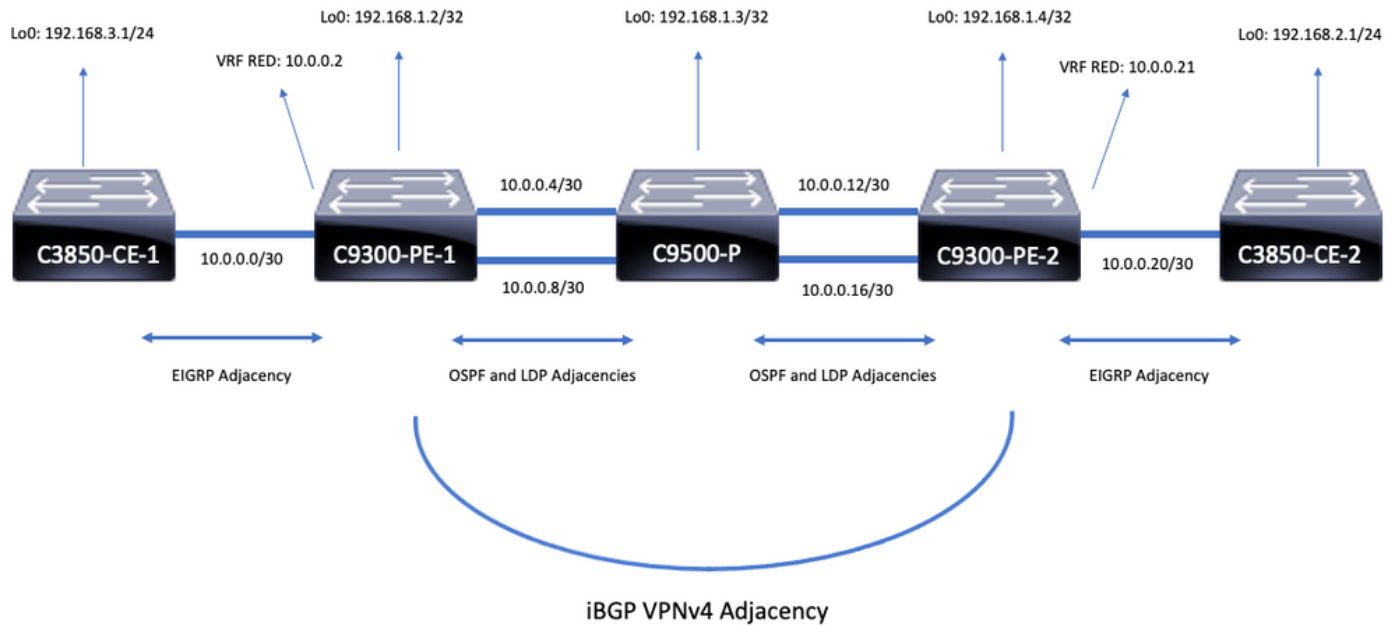 Lo0: 192.168.3.1/24
VRF RED: 10.0.0.2
Lo0: 192.168.1.2/32
Lo0: 192.168.1.3/32
Lo0: 192.168.1.4/32
VRF RED: 10.0.0.21
Lo0: 192.168.2.1/24
C3850-CE-1
10.0.0.0/30
C9300-PE-1
10.0.0.4/30
10.0.0.8/30
C9500-P
10.0.0.12/30
10.0.0.16/30
C9300-PE-2
10.0.0.20/30
C3850-CE-2
EIGRP Adjacency
OSPF and LDP Adjacencies
OSPF and LDP Adjacencies
EIGRP Adjacency
iBGP VPNv4 Adjacency